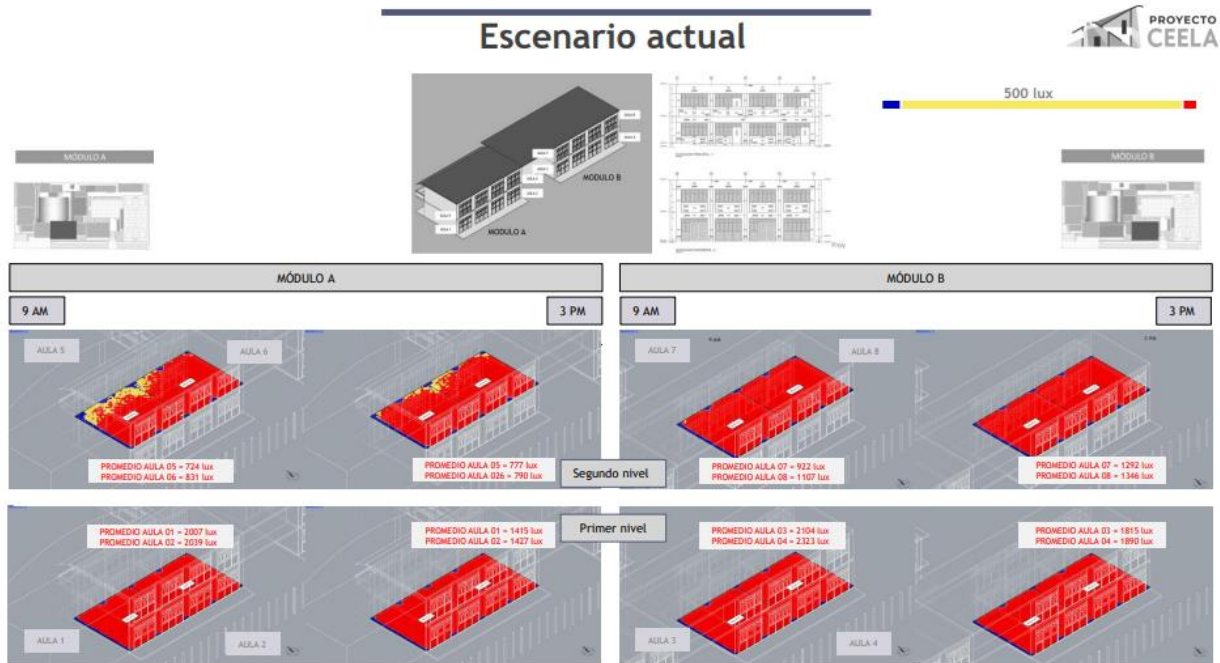 Escenario actual
PROYECTO
CEELA
500 lux
MÓDULO A
MÓDULO B
MODULO B
MODULO A
MÓDULO A
MÓDULO B
9 AM
3 PM
9 AM
3 PM
AULA 5
AULA 6
AULA 7
AULA 8
PROMEDIO AULA 05 = 724 lux
PROMEDIO AULA 06 = 831 lux
PROMEDIO AULA 05 = 777 lux
PROMEDIO AULA 026 = 790 lux
Segundo nivel
PROMEDIO AULA 07 = 922 lux
PROMEDIO AULA 08 = 1107 lux
PROMEDIO AULA 07 = 1292 lux
PROMEDIO AULA 08 = 1346 lux
Primer nivel
PROMEDIO AULA 01 = 2007 lux
PROMEDIO AULA 02 = 2039 lux
PROMEDIO AULA 01 = 1415 lux
PROMEDIO AULA 02 = 1427 lux
PROMEDIO AULA 03 = 2104 lux
PROMEDIO AULA 04 = 2323 lux
PROMEDIO AULA 03 = 1815 lux
PROMEDIO AULA 04 = 1890 lux
AULA 1
AULA 2
AULA 3
AULA 4